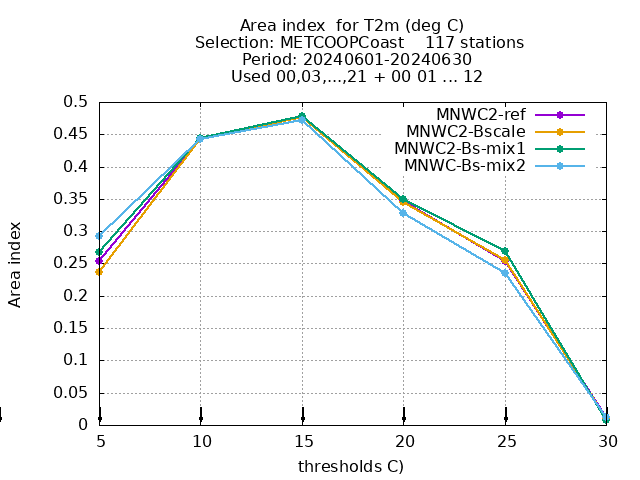 Area index  for T2m (deg C)
Selection: METCOOPCoast    117 stations
Period: 20240601-20240630
Used 00,03,...,21 + 00 01 ... 12
MNWC2-ref
MNWC2-Bscale
MNWC2-Bs-mix1
MNWC-Bs-mix2
Area index
0.5
0.45
0.4
0.35
0.3
0.25
0.2
0.15
0.1
0.05
0
5 10 15 20 25 30
thresholds C)